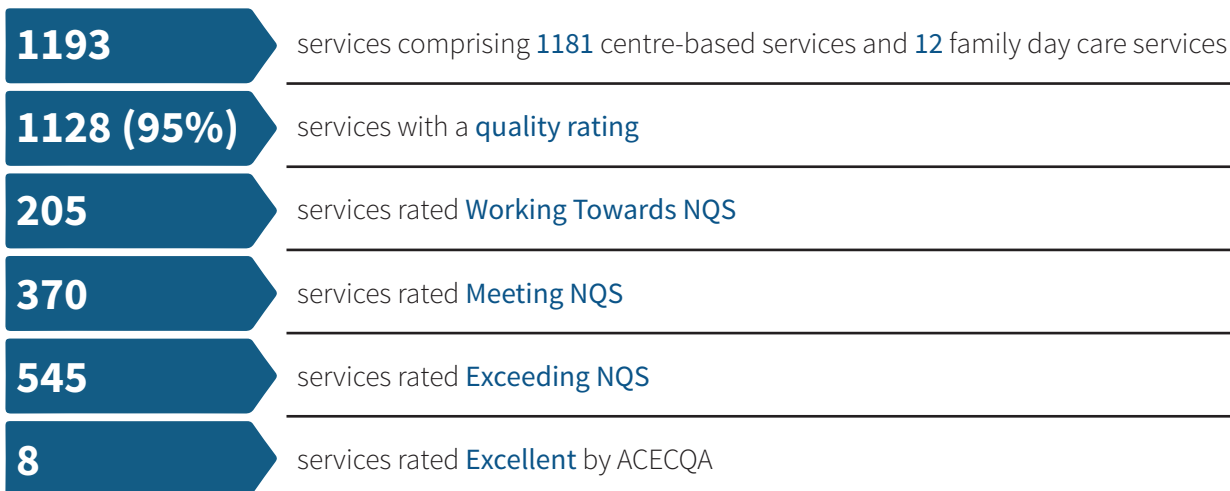 1193 services comprising 1181 centre-based services and 12 family day care services
1128 (95%) services with a quality rating
205 services rated Working Towards NQS
370 services rated Meeting NQS
545 services rated Exceeding NQS
8 services rated Excellent by ACECQA